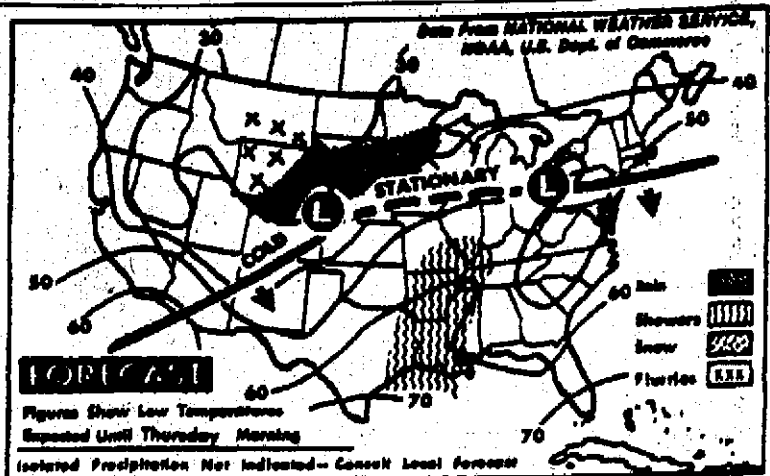 Data From NATIONAL WEATHER SERVICE,
NOAA, U.S. Dept. of Commerce
30
40
30
40
50
STATIONARY
L
L
COLD
50
60
60
Rain
Showers
Snow
Flurries
XXX
FORECAST
60
70
70
Figures Show Low Temperatures
Expected Until Thursday Morning
Isolated Precipitation Not Indicated- Consult Local Forecast